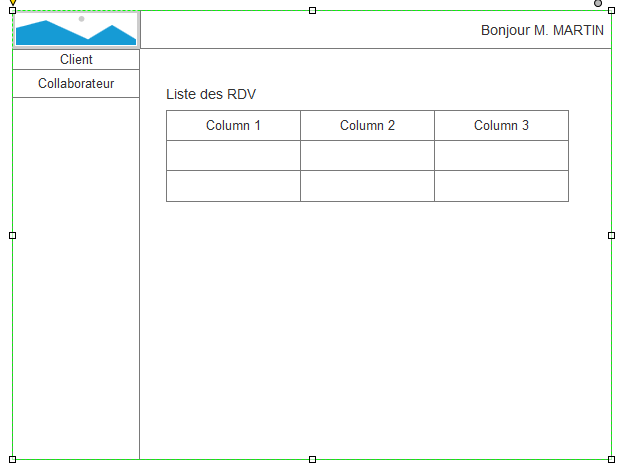 Bonjour M. MARTIN
Client
Collaborateur
Liste des RDV
Column 1 Column 2 Column 3